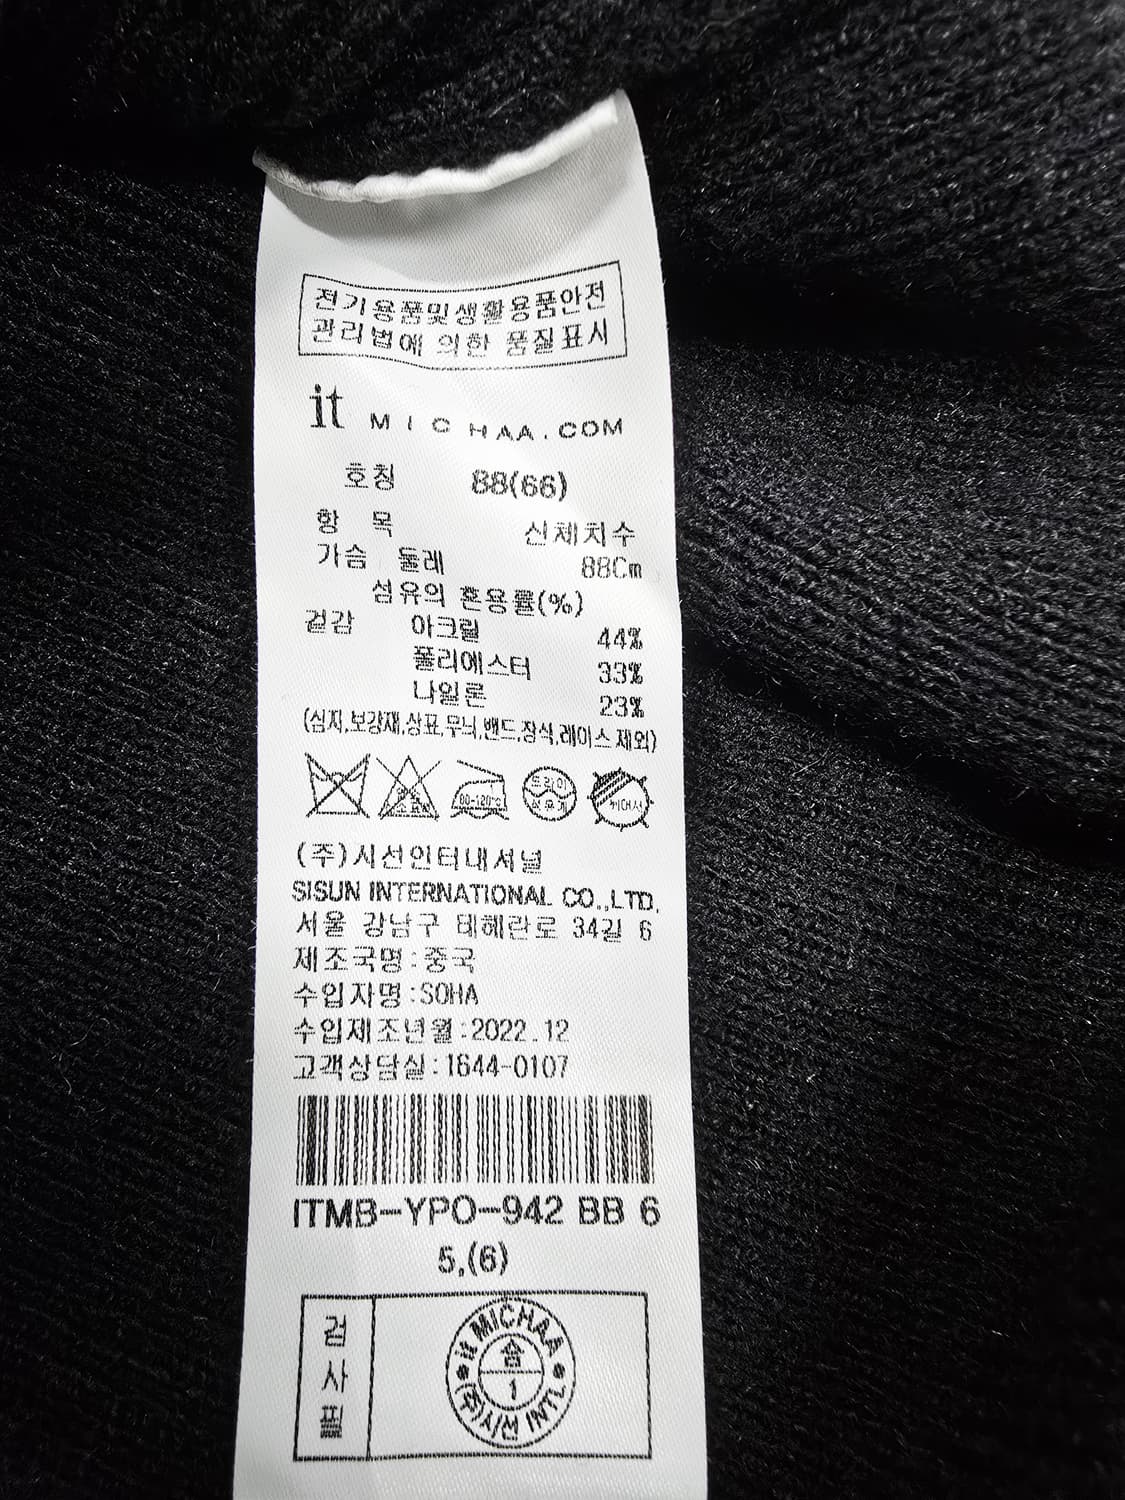 전기용품및생활용품안전
관리법에 의한 품질표시
it MICHAA.COM
호칭 88(66)
항 목 신체치수
가슴 둘레 88Cm
섬유의 혼용률(%)
겉감 아크릴 44%
폴리에스터 33%
나일론 23%
(심지,보강재,상표,무늬,밴드,장식,레이스 제외)
80-120℃ 드라이
(주)시선인터내셔널
SISUN INTERNATIONAL CO.,LTD.
서울 강남구 테헤란로 34길 6
제조국명:중국
수입자명:SOHA
수입제조년월:2022.12
고객상담실:1644-0107
ITMB-YPO-942 BB 6
5,(6)
검사필
it MICHAA
숨
1
(주)시선 INT'L